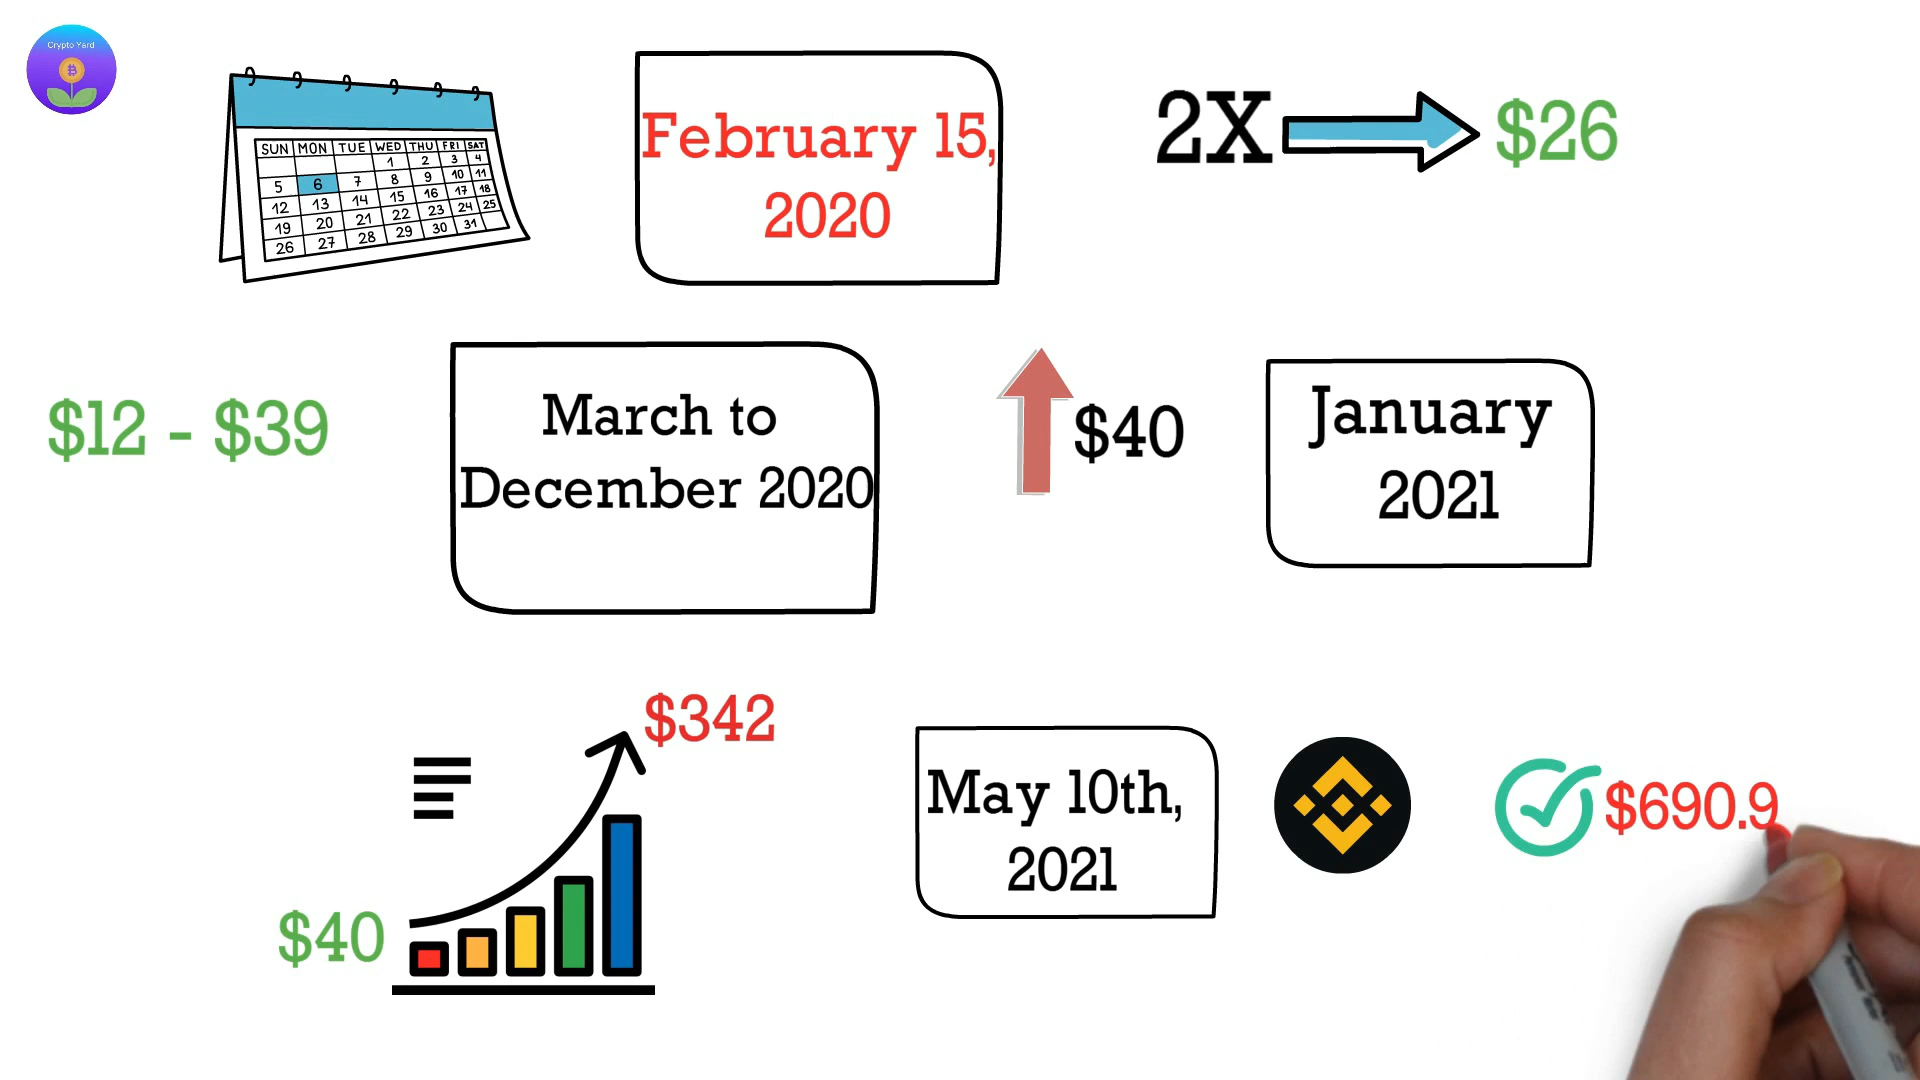 Crypto Yard
SUN MON TUE WED THU FRI SAT
1 2 3 4
5 6 7 8 9 10 11
12 13 14 15 16 17 18
19 20 21 22 23 24 25
26 27 28 29 30 31
February 15,
2020
2X
$26
$12 - $39
March to
December 2020
$40
January
2021
$342
$40
May 10th,
2021
$690.9